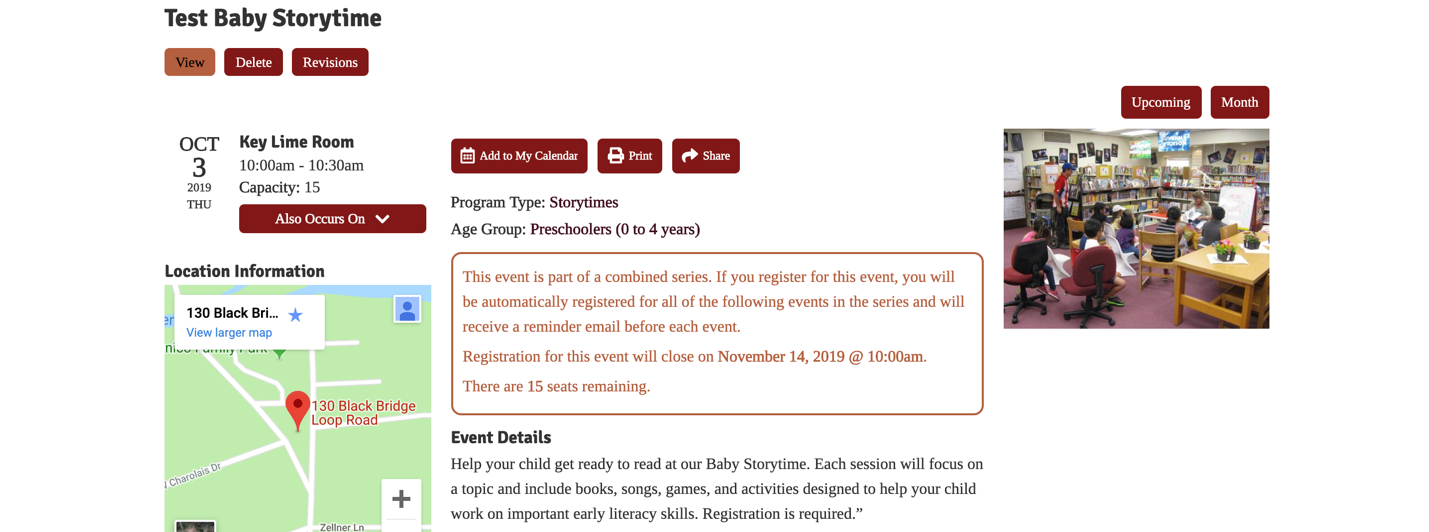 Test Baby Storytime
View
Delete
Revisions
Upcoming
Month
OCT
3
2019
THU
Key Lime Room
10:00am - 10:30am
Capacity: 15
Also Occurs On
Location Information
130 Black Bri...
View larger map
Family Park
130 Black Bridge
Loop Road
Charolais Dr
Zellner Ln
Add to My Calendar
Print
Share
Program Type: Storytimes
Age Group: Preschoolers (0 to 4 years)
This event is part of a combined series. If you register for this event, you will
be automatically registered for all of the following events in the series and will
receive a reminder email before each event.
Registration for this event will close on November 14, 2019 @ 10:00am.
There are 15 seats remaining.
Event Details
Help your child get ready to read at our Baby Storytime. Each session will focus on
a topic and include books, songs, games, and activities designed to help your child
work on important early literacy skills. Registration is required.”